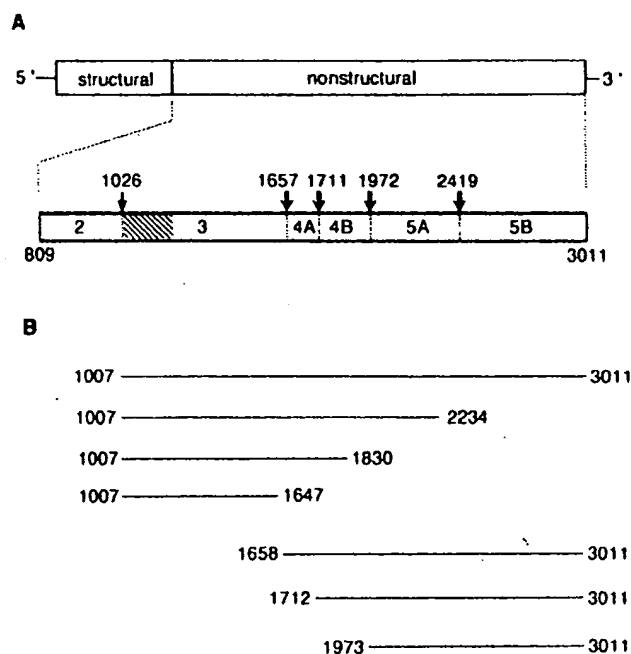 A
5' structural nonstructural 3'
1026 1657 1711 1972 2419
2 3 4A 4B 5A 5B
809 3011
B
1007 3011
1007 2234
1007 1830
1007 1647
1658 3011
1712 3011
1973 3011